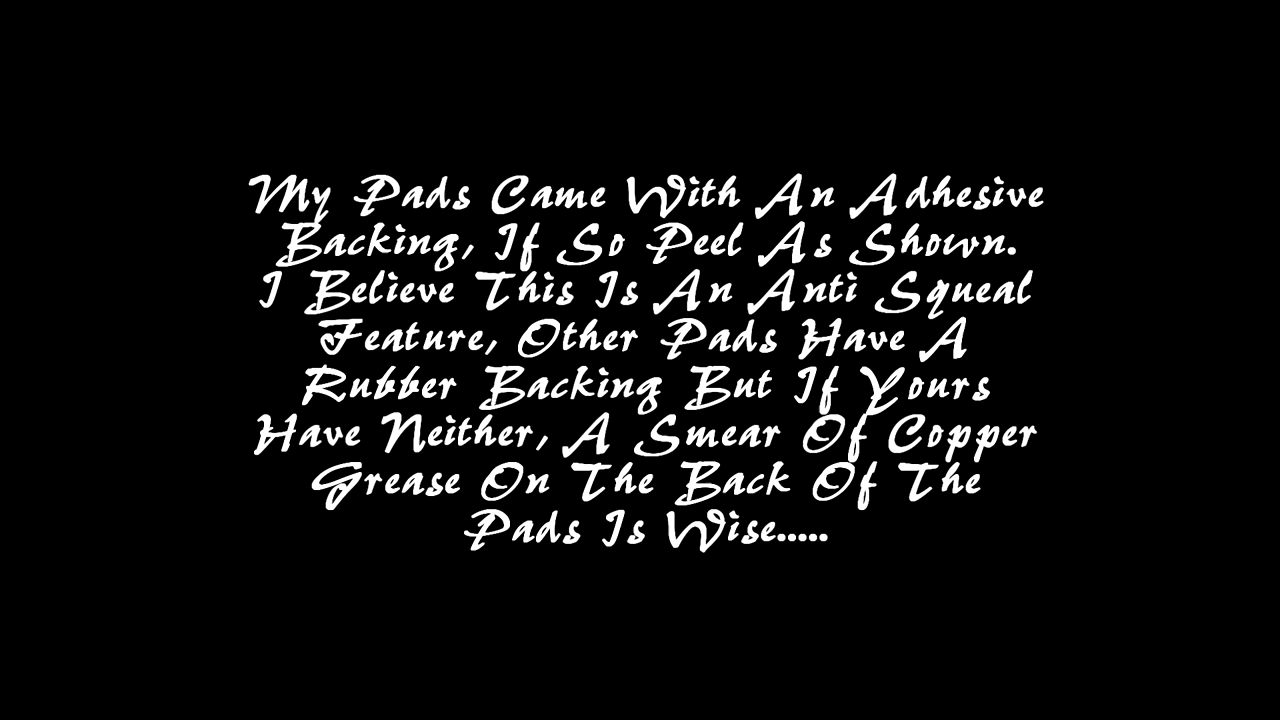 My Pads Came With An Adhesive
Backing, If So Peel As Shown.
I Believe This Is An Anti Squeal
Feature, Other Pads Have A
Rubber Backing But If Yours
Have Neither, A Smear Of Copper
Grease On The Back Of The
Pads Is Wise.....